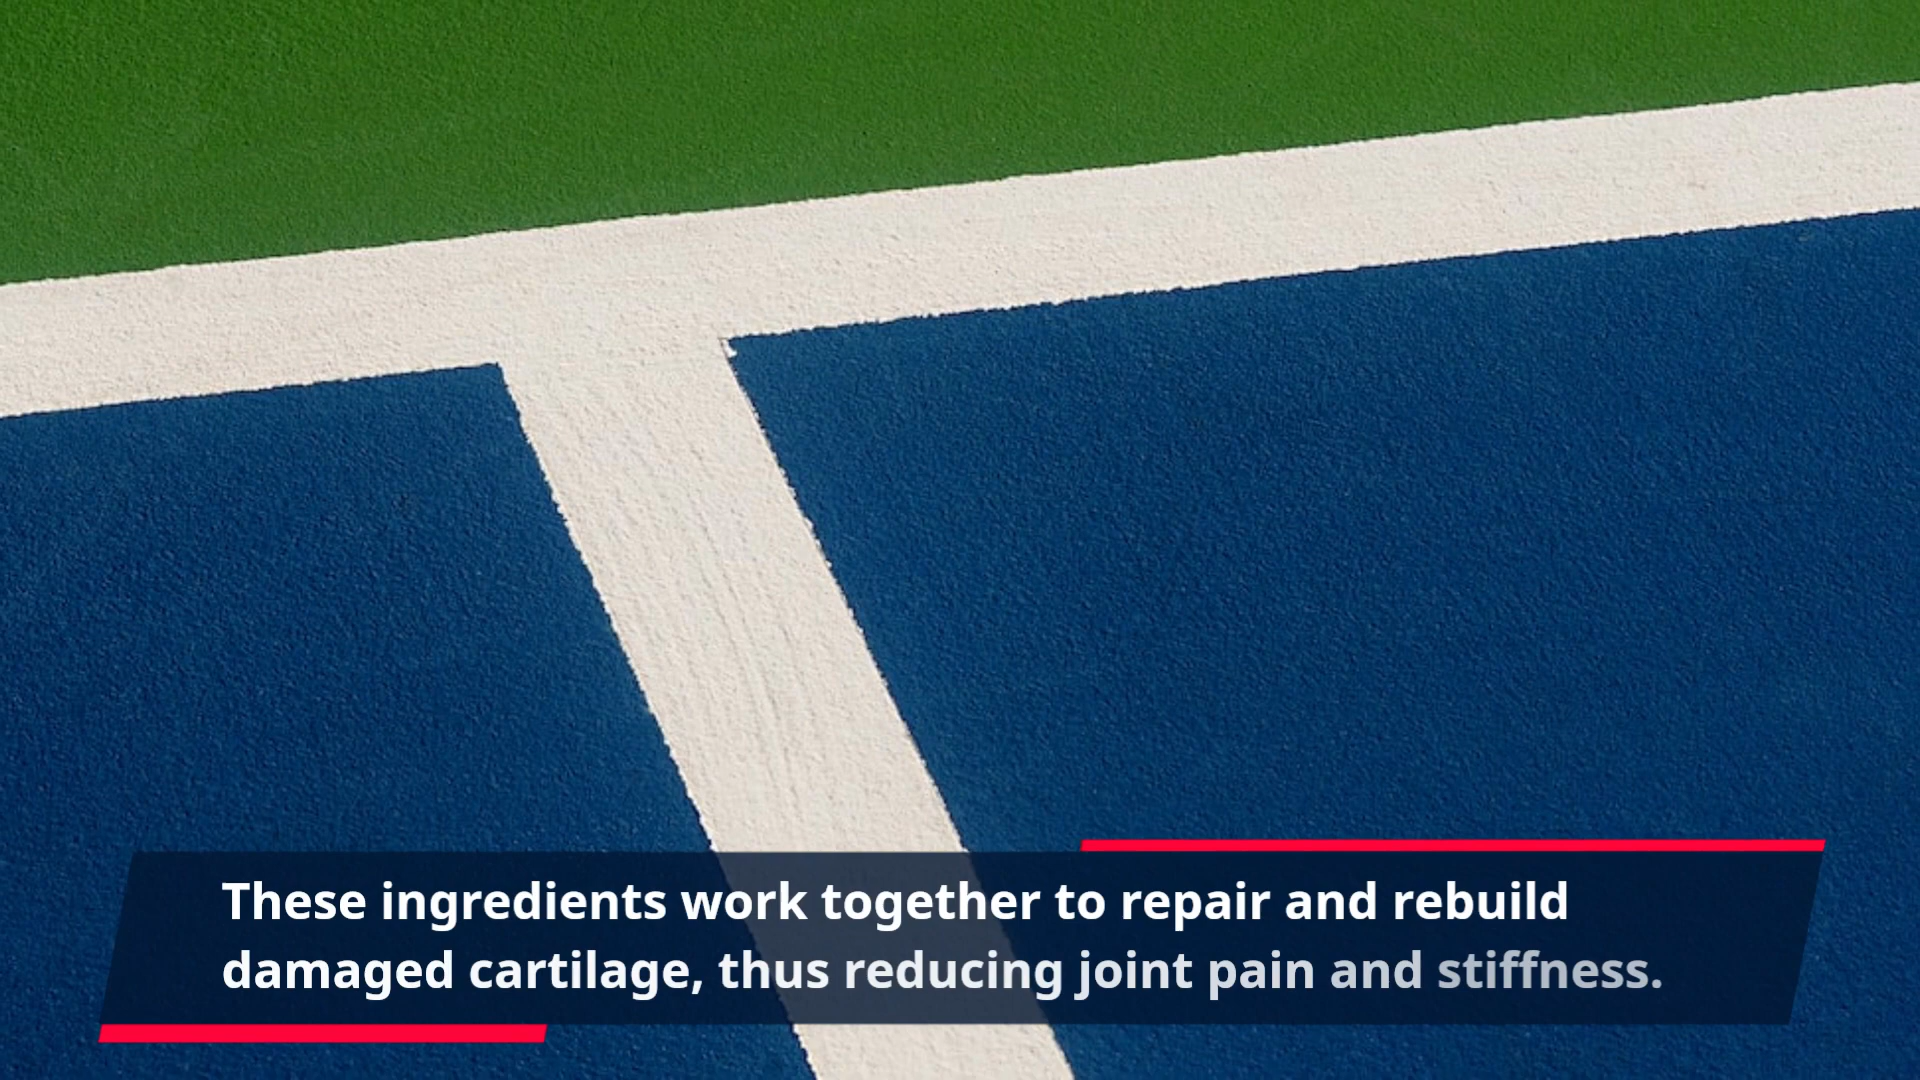 These ingredients work together to repair and rebuild
damaged cartilage, thus reducing joint pain and stiffness.